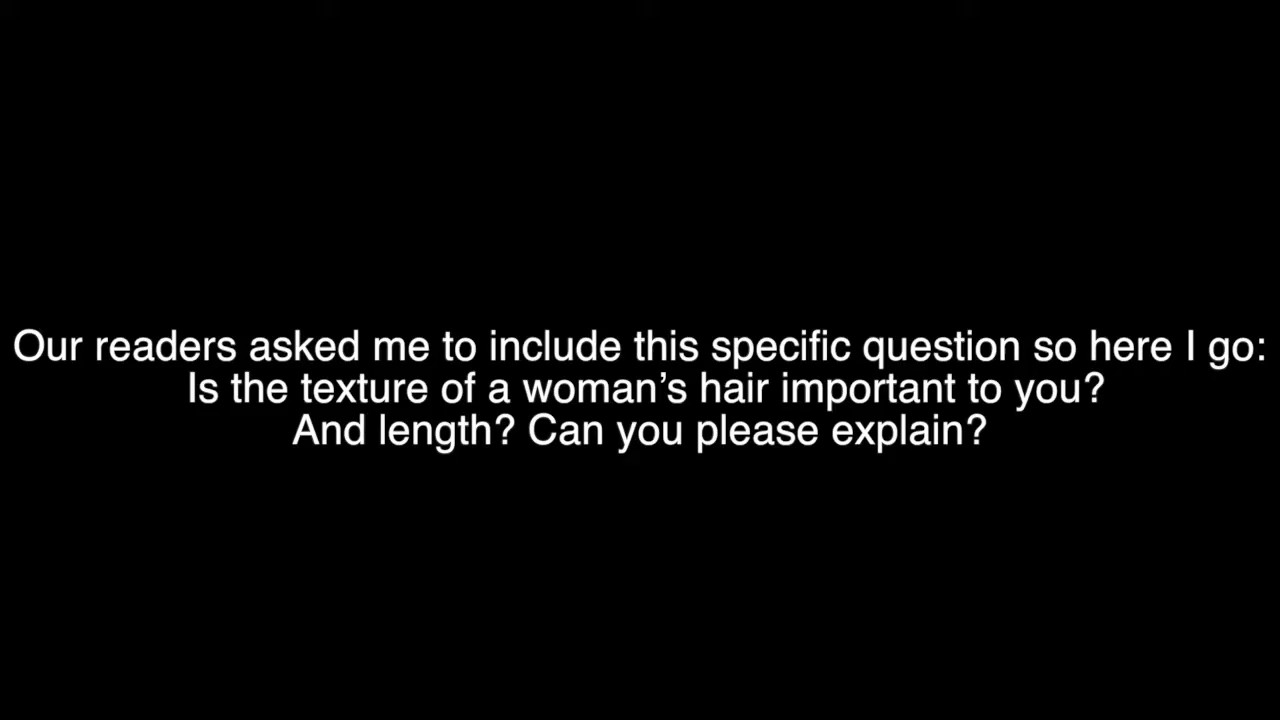 Our readers asked me to include this specific question so here I go:
Is the texture of a woman’s hair important to you?
And length? Can you please explain?